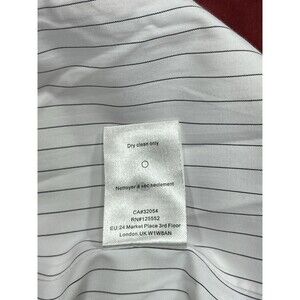 Dry clean only
Nettoyer à sec seulement
CA#32054
RN#125552
EU:24 Market Place 3rd Floor
London, UK W1W8AN